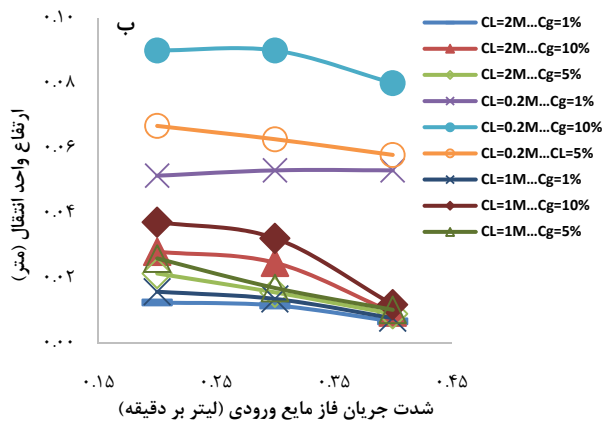 ب
۰.۱۰
۰.۰۸
۰.۰۶
۰.۰۴
۰.۰۲
۰.۰۰
ارتفاع واحد انتقال (متر)
۰.۱۵ ۰.۲۵ ۰.۳۵ ۰.۴۵
شدت جریان فاز مایع ورودی (لیتر بر دقیقه)
CL=2M...Cg=1%
CL=2M...Cg=10%
CL=2M...Cg=5%
CL=0.2M...Cg=1%
CL=0.2M...Cg=10%
CL=0.2M...CL=5%
CL=1M...Cg=1%
CL=1M...Cg=10%
CL=1M...Cg=5%